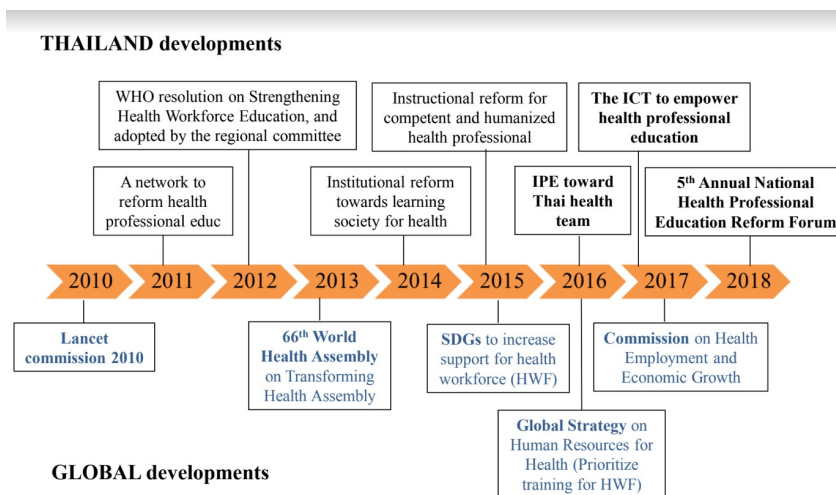 THAILAND developments
WHO resolution on Strengthening
Health Workforce Education, and
adopted by the regional committee
Instructional reform for
competent and humanized
health professional
The ICT to empower
health professional
education
A network to
reform health
professional educ
Institutional reform
towards learning
society for health
IPE toward
Thai health
team
5th Annual National
Health Professional
Education Reform Forum
2010
2011
2012
2013
2014
2015
2016
2017
2018
Lancet
commission 2010
66th World
Health Assembly
on Transforming
Health Assembly
SDGs to increase
support for health
workforce (HWF)
Commission on Health
Employment and
Economic Growth
Global Strategy on
Human Resources for
Health (Prioritize
training for HWF)
GLOBAL developments